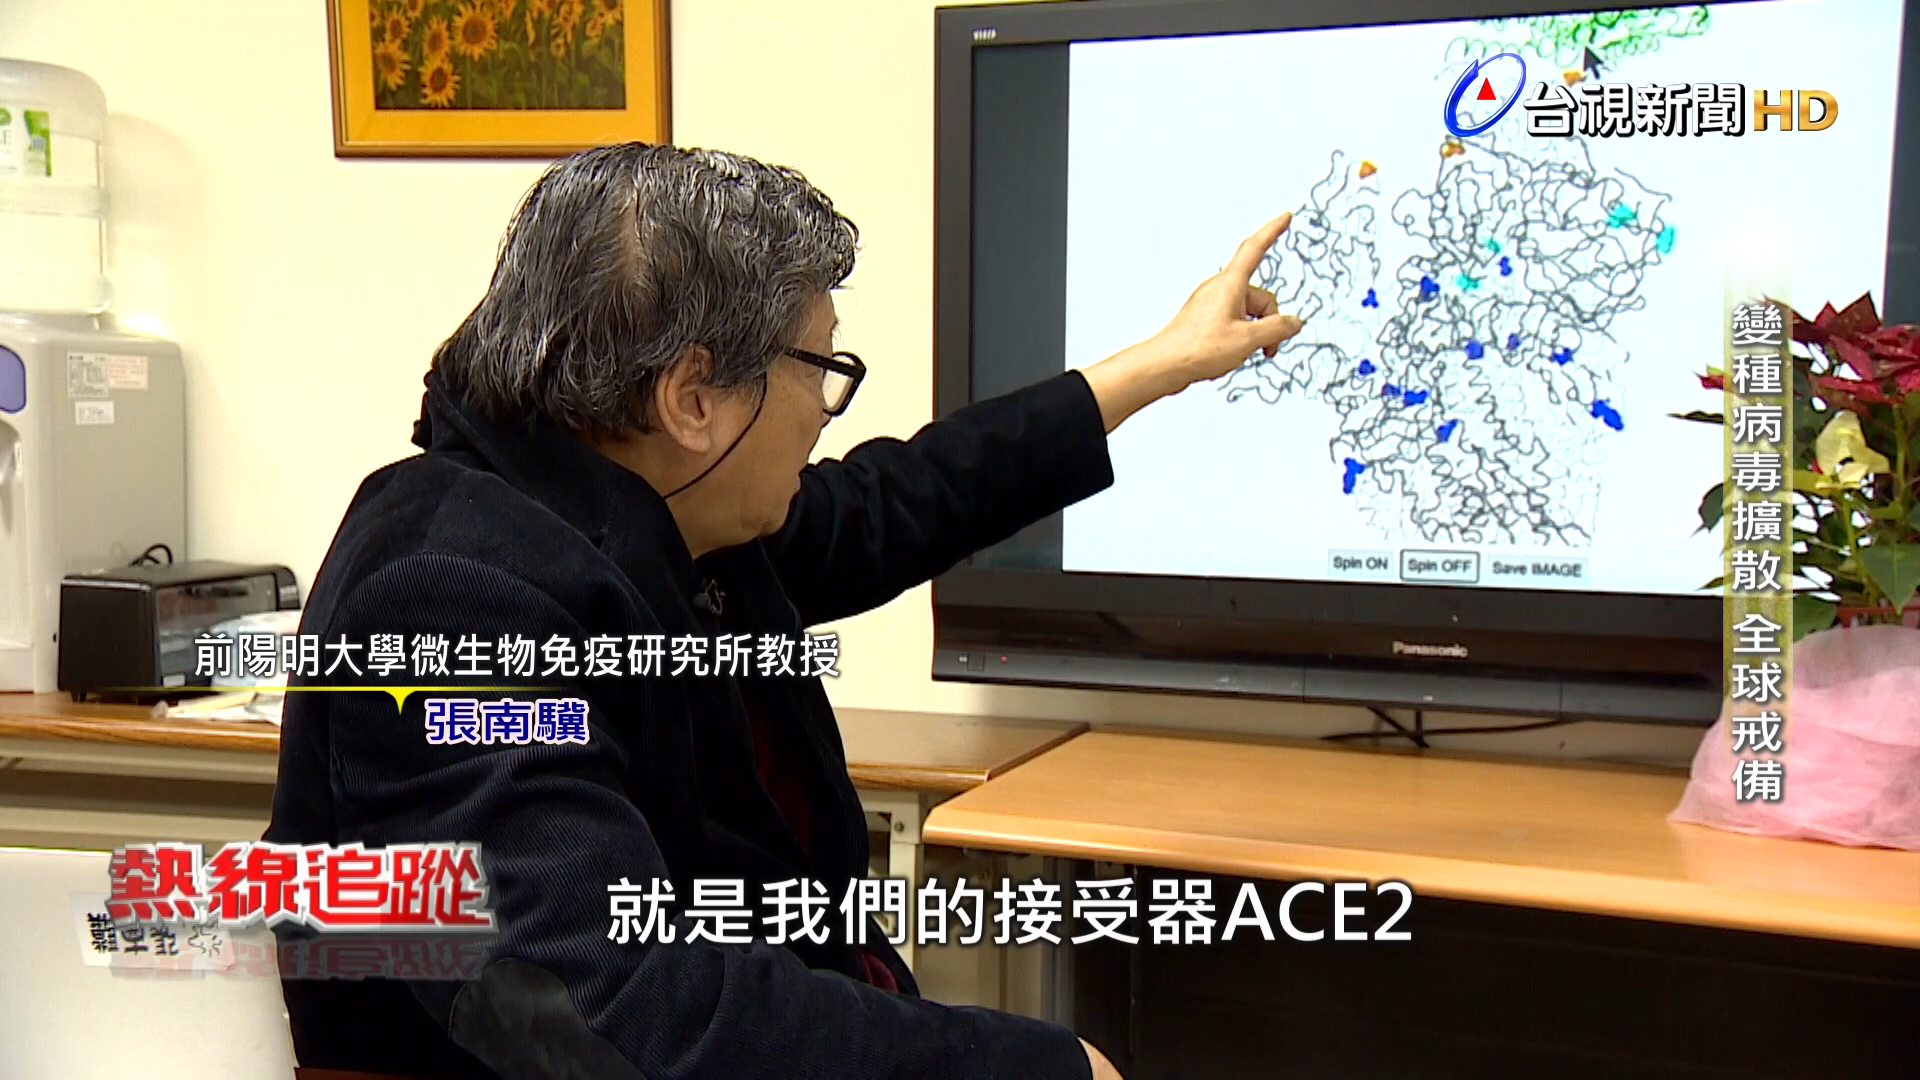 台視新聞HD
變種病毒擴散 全球戒備
Spin ON
Spin OFF
Save IMAGE
Panasonic
前陽明大學微生物免疫研究所教授
張南驥
熱線追蹤
就是我們的接受器ACE2